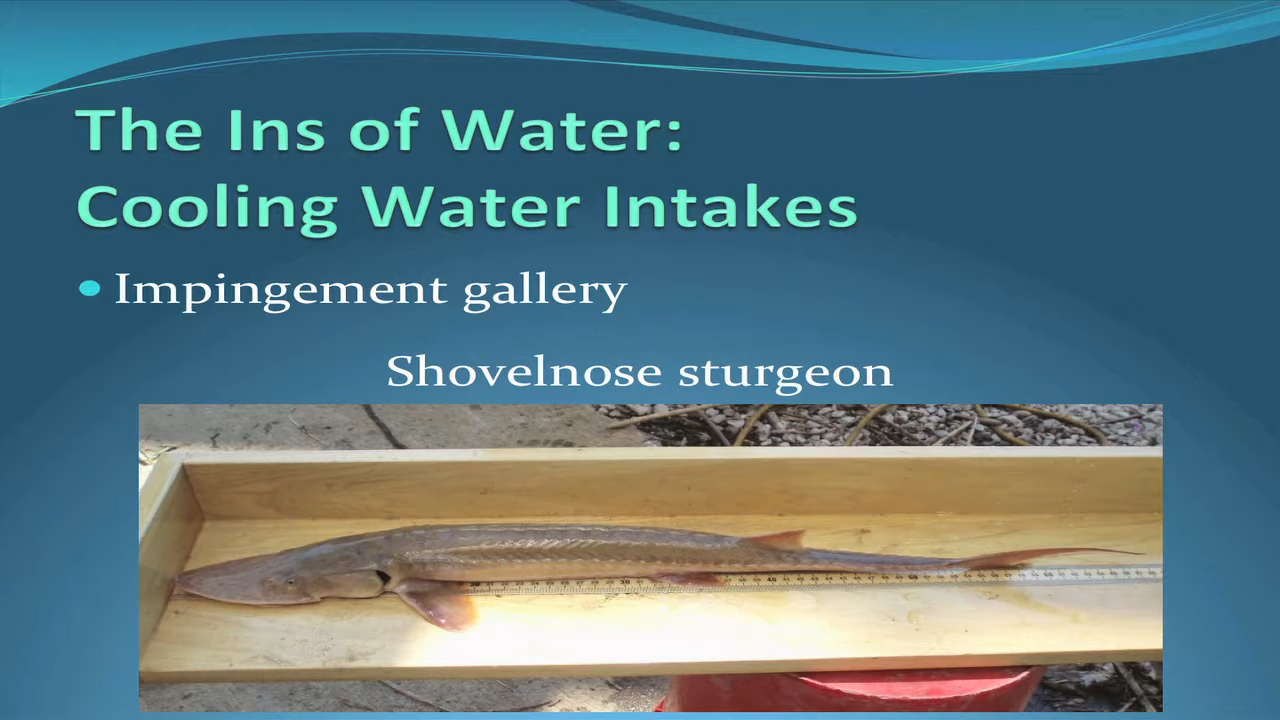 The Ins of Water:
Cooling Water Intakes
Impingement gallery
Shovelnose sturgeon